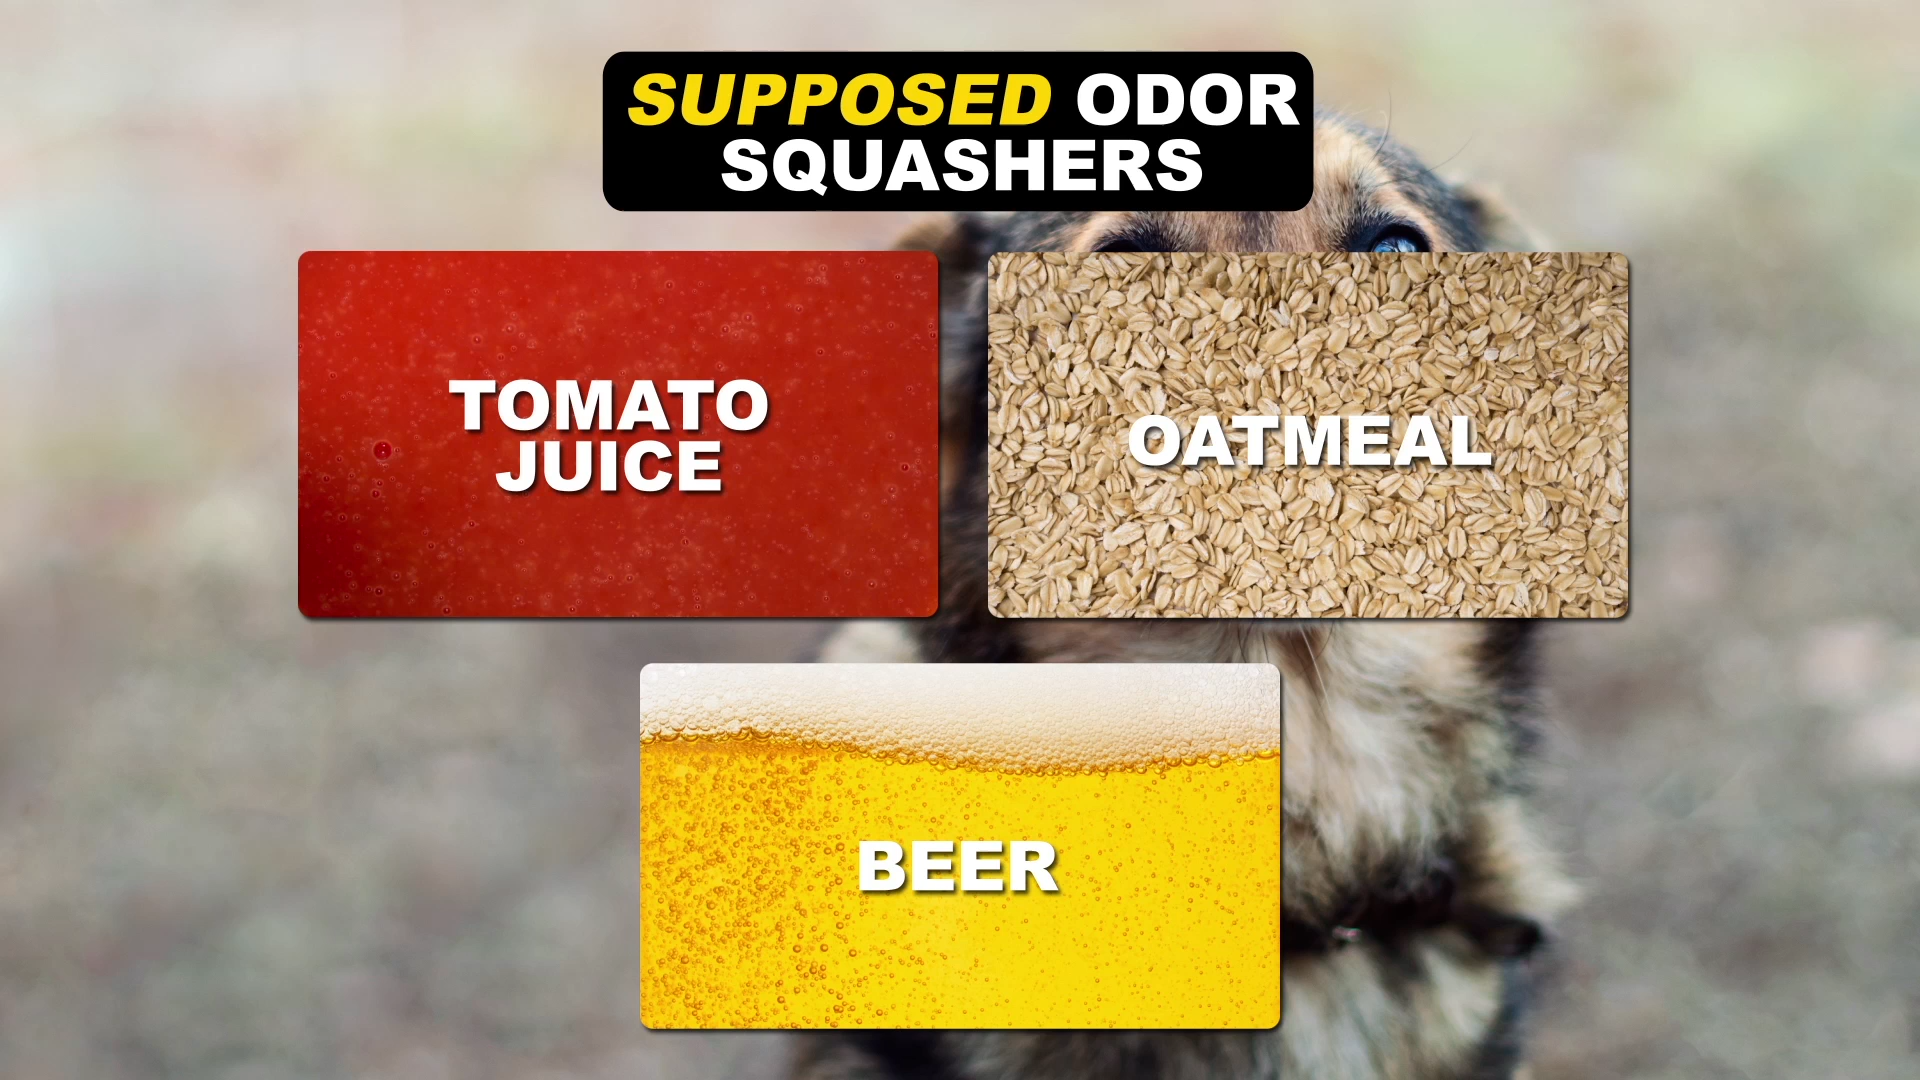 SUPPOSED ODOR
SQUASHERS
TOMATO
JUICE
OATMEAL
BEER